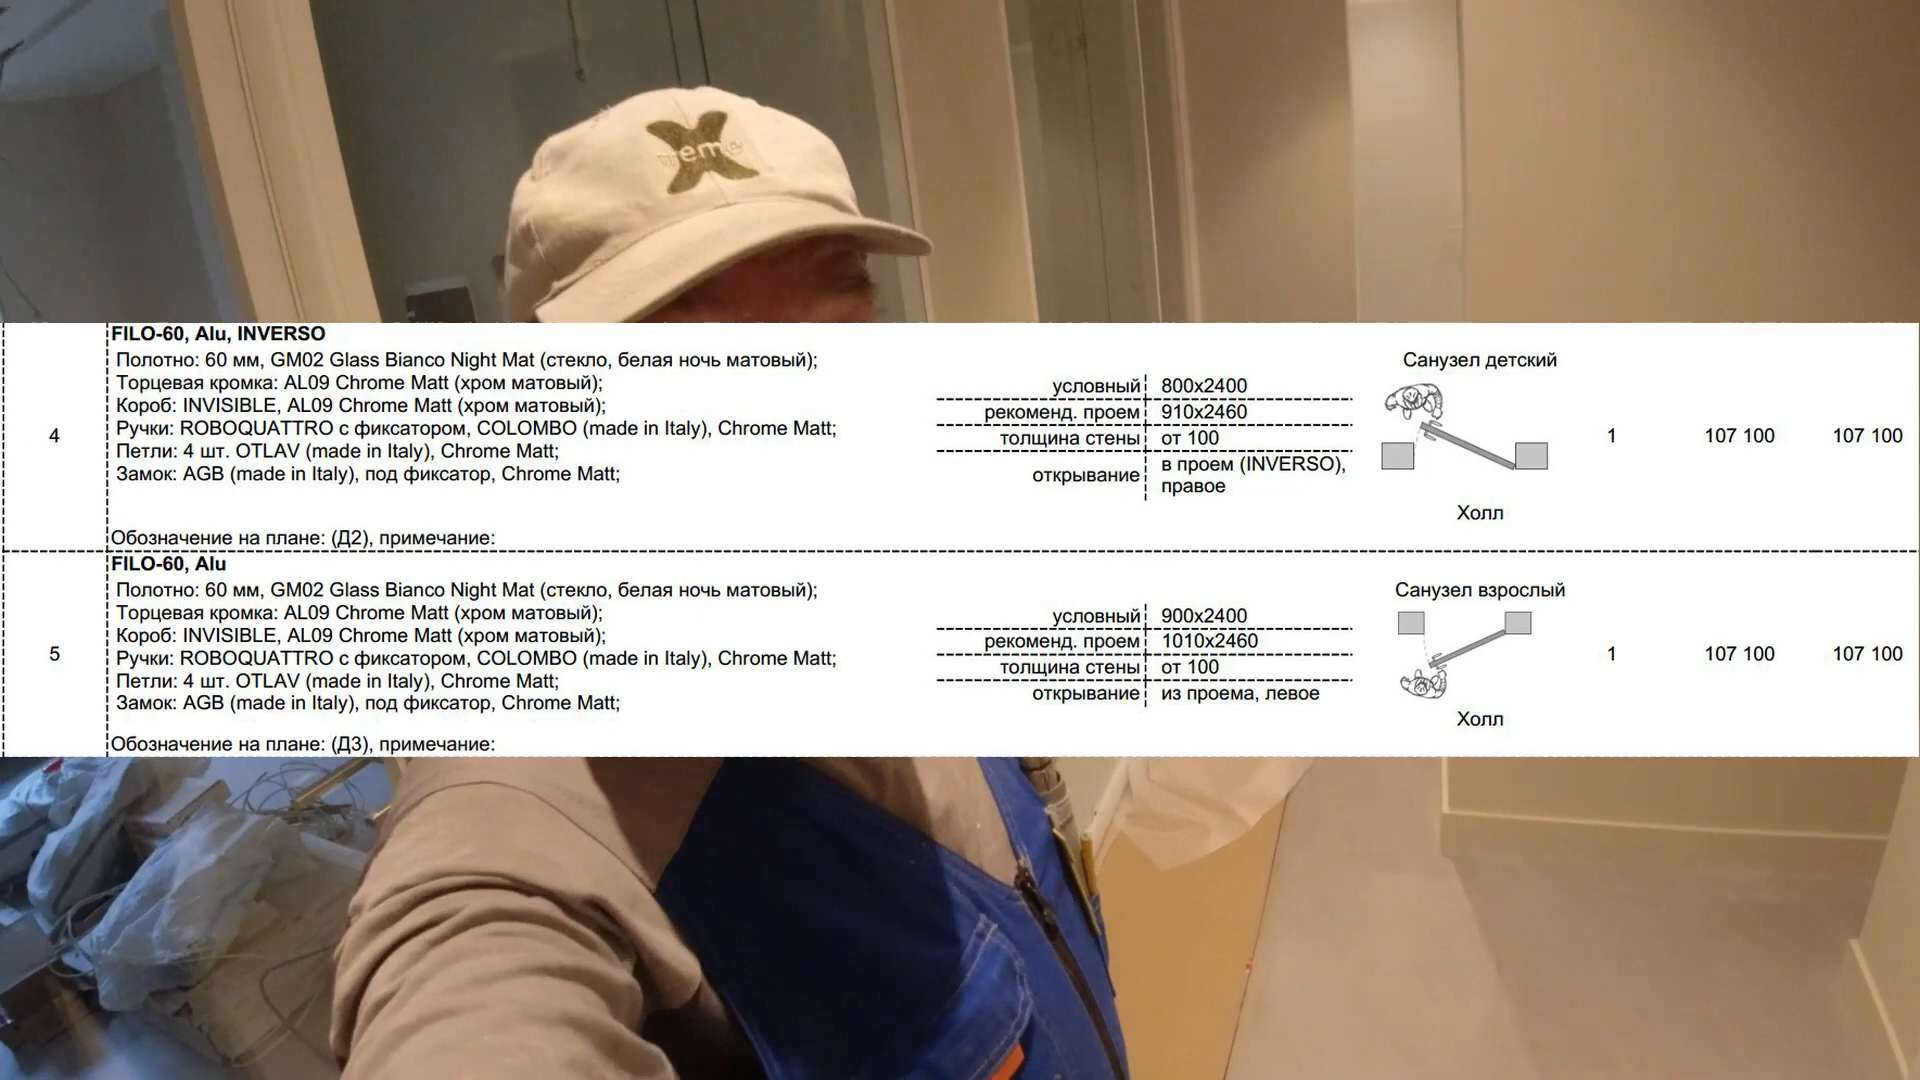 Xtreme
FILO-60, Alu, INVERSO
Полотно: 60 мм, GM02 Glass Bianco Night Mat (стекло, белая ночь матовый);
Торцевая кромка: AL09 Chrome Matt (хром матовый);
Короб: INVISIBLE, AL09 Chrome Matt (хром матовый);
Ручки: ROBOQUATTRO с фиксатором, COLOMBO (made in Italy), Chrome Matt;
Петли: 4 шт. OTLAV (made in Italy), Chrome Matt;
Замок: AGB (made in Italy), под фиксатор, Chrome Matt;
Обозначение на плане: (Д2), примечание:
4
условный 800x2400
рекоменд. проем 910x2460
толщина стены от 100
открывание в проем (INVERSO),
правое
Санузел детский
Холл
1 107 100 107 100
FILO-60, Alu
Полотно: 60 мм, GM02 Glass Bianco Night Mat (стекло, белая ночь матовый);
Торцевая кромка: AL09 Chrome Matt (хром матовый);
Короб: INVISIBLE, AL09 Chrome Matt (хром матовый);
Ручки: ROBOQUATTRO с фиксатором, COLOMBO (made in Italy), Chrome Matt;
Петли: 4 шт. OTLAV (made in Italy), Chrome Matt;
Замок: AGB (made in Italy), под фиксатор, Chrome Matt;
Обозначение на плане: (Д3), примечание:
5
условный 900x2400
рекоменд. проем 1010x2460
толщина стены от 100
открывание из проема, левое
Санузел взрослый
Холл
1 107 100 107 100